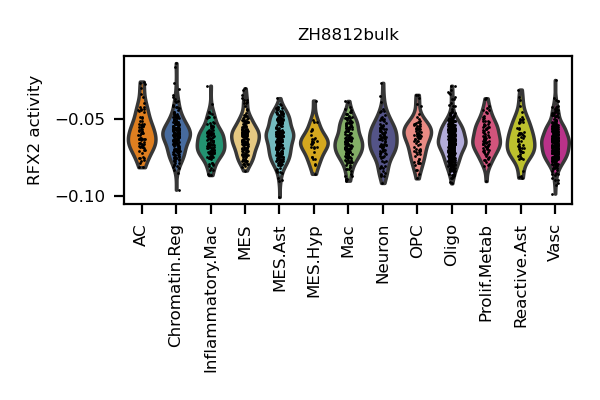 ZH8812bulk
RFX2 activity
−0.05
−0.10
AC
Chromatin.Reg
Inflammatory.Mac
MES
MES.Ast
MES.Hyp
Mac
Neuron
OPC
Oligo
Prolif.Metab
Reactive.Ast
Vasc